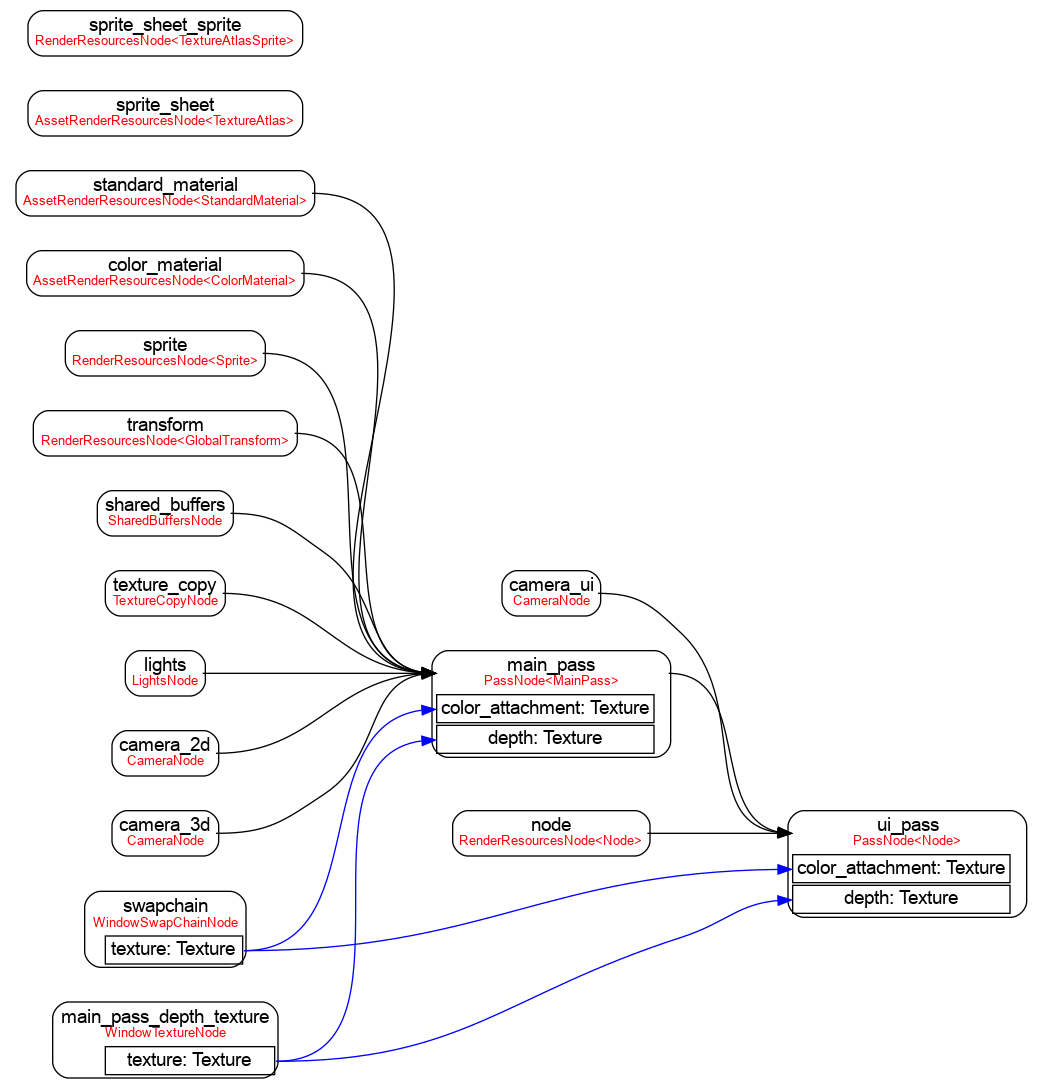 sprite_sheet_sprite
RenderResourcesNode<TextureAtlasSprite>
sprite_sheet
AssetRenderResourcesNode<TextureAtlas>
standard_material
AssetRenderResourcesNode<StandardMaterial>
color_material
AssetRenderResourcesNode<ColorMaterial>
sprite
RenderResourcesNode<Sprite>
transform
RenderResourcesNode<GlobalTransform>
shared_buffers
SharedBuffersNode
texture_copy
TextureCopyNode
lights
LightsNode
camera_2d
CameraNode
camera_3d
CameraNode
swapchain
WindowSwapChainNode
texture: Texture
main_pass_depth_texture
WindowTextureNode
texture: Texture
camera_ui
CameraNode
main_pass
PassNode<MainPass>
color_attachment: Texture
depth: Texture
node
RenderResourcesNode<Node>
ui_pass
PassNode<Node>
color_attachment: Texture
depth: Texture